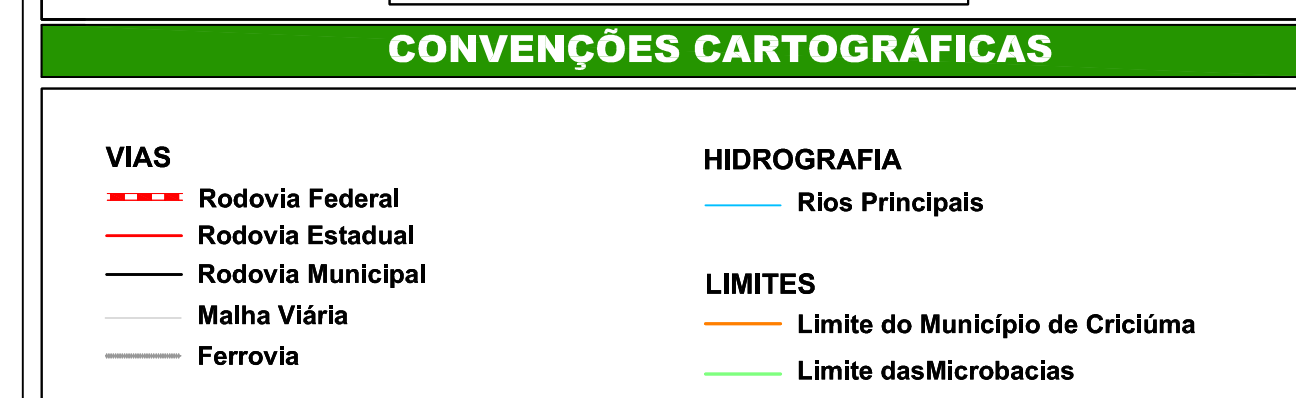 CONVENÇÕES CARTOGRÁFICAS
VIAS
Rodovia Federal
Rodovia Estadual
Rodovia Municipal
Malha Viária
Ferrovia
HIDROGRAFIA
Rios Principais
LIMITES
Limite do Município de Criciúma
Limite dasMicrobacias